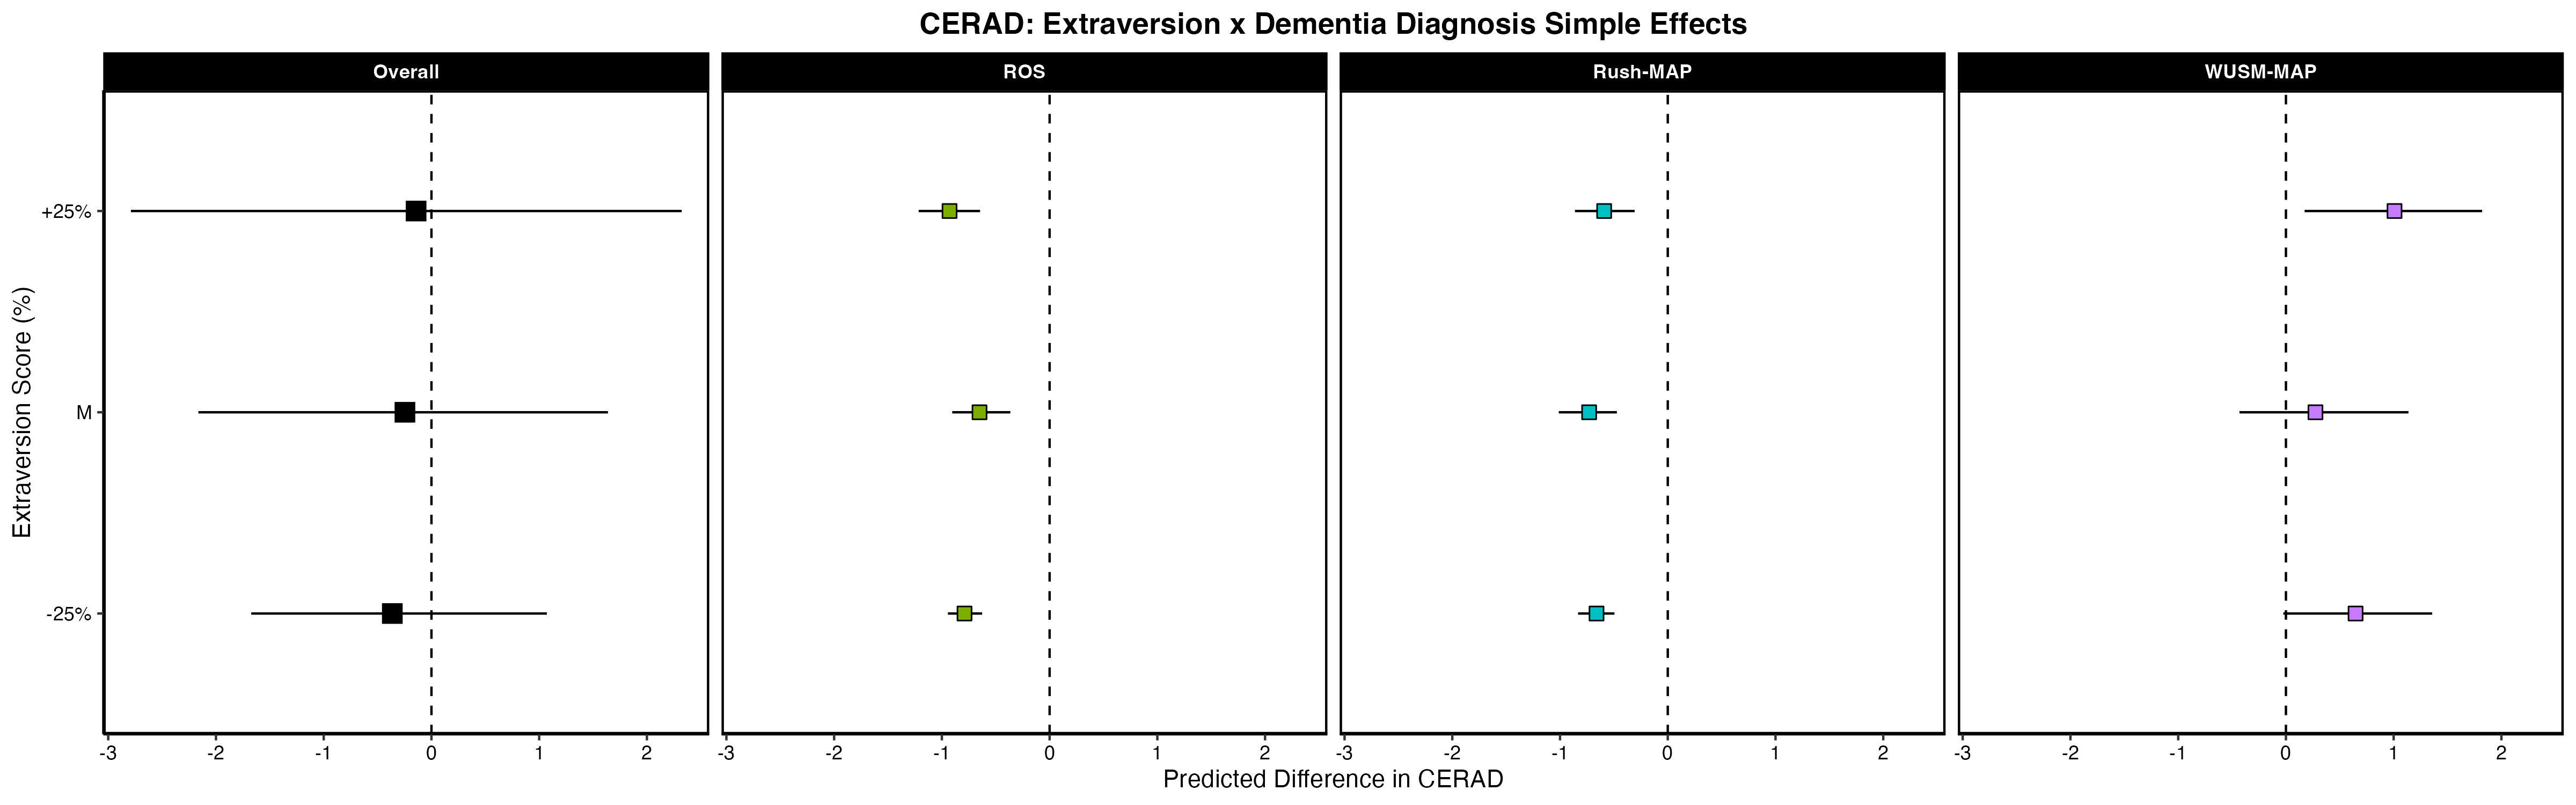 CERAD: Extraversion x Dementia Diagnosis Simple Effects
Overall
ROS
Rush-MAP
WUSM-MAP
Extraversion Score (%)
+25%
M
-25%
-3 -2 -1 0 1 2
-3 -2 -1 0 1 2
-3 -2 -1 0 1 2
-3 -2 -1 0 1 2
Predicted Difference in CERAD